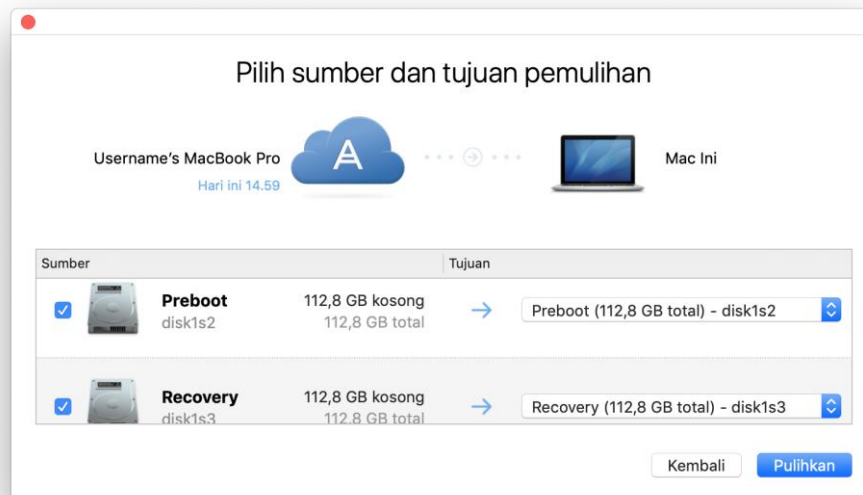 Pilih sumber dan tujuan pemulihan
Username's MacBook Pro
Hari ini 14.59
A
Mac Ini
Sumber Tujuan
Preboot 112,8 GB kosong Preboot (112,8 GB total) - disk1s2
disk1s2 112,8 GB total
Recovery 112,8 GB kosong Recovery (112,8 GB total) - disk1s3
disk1s3 112,8 GB total
Kembali Pulihkan